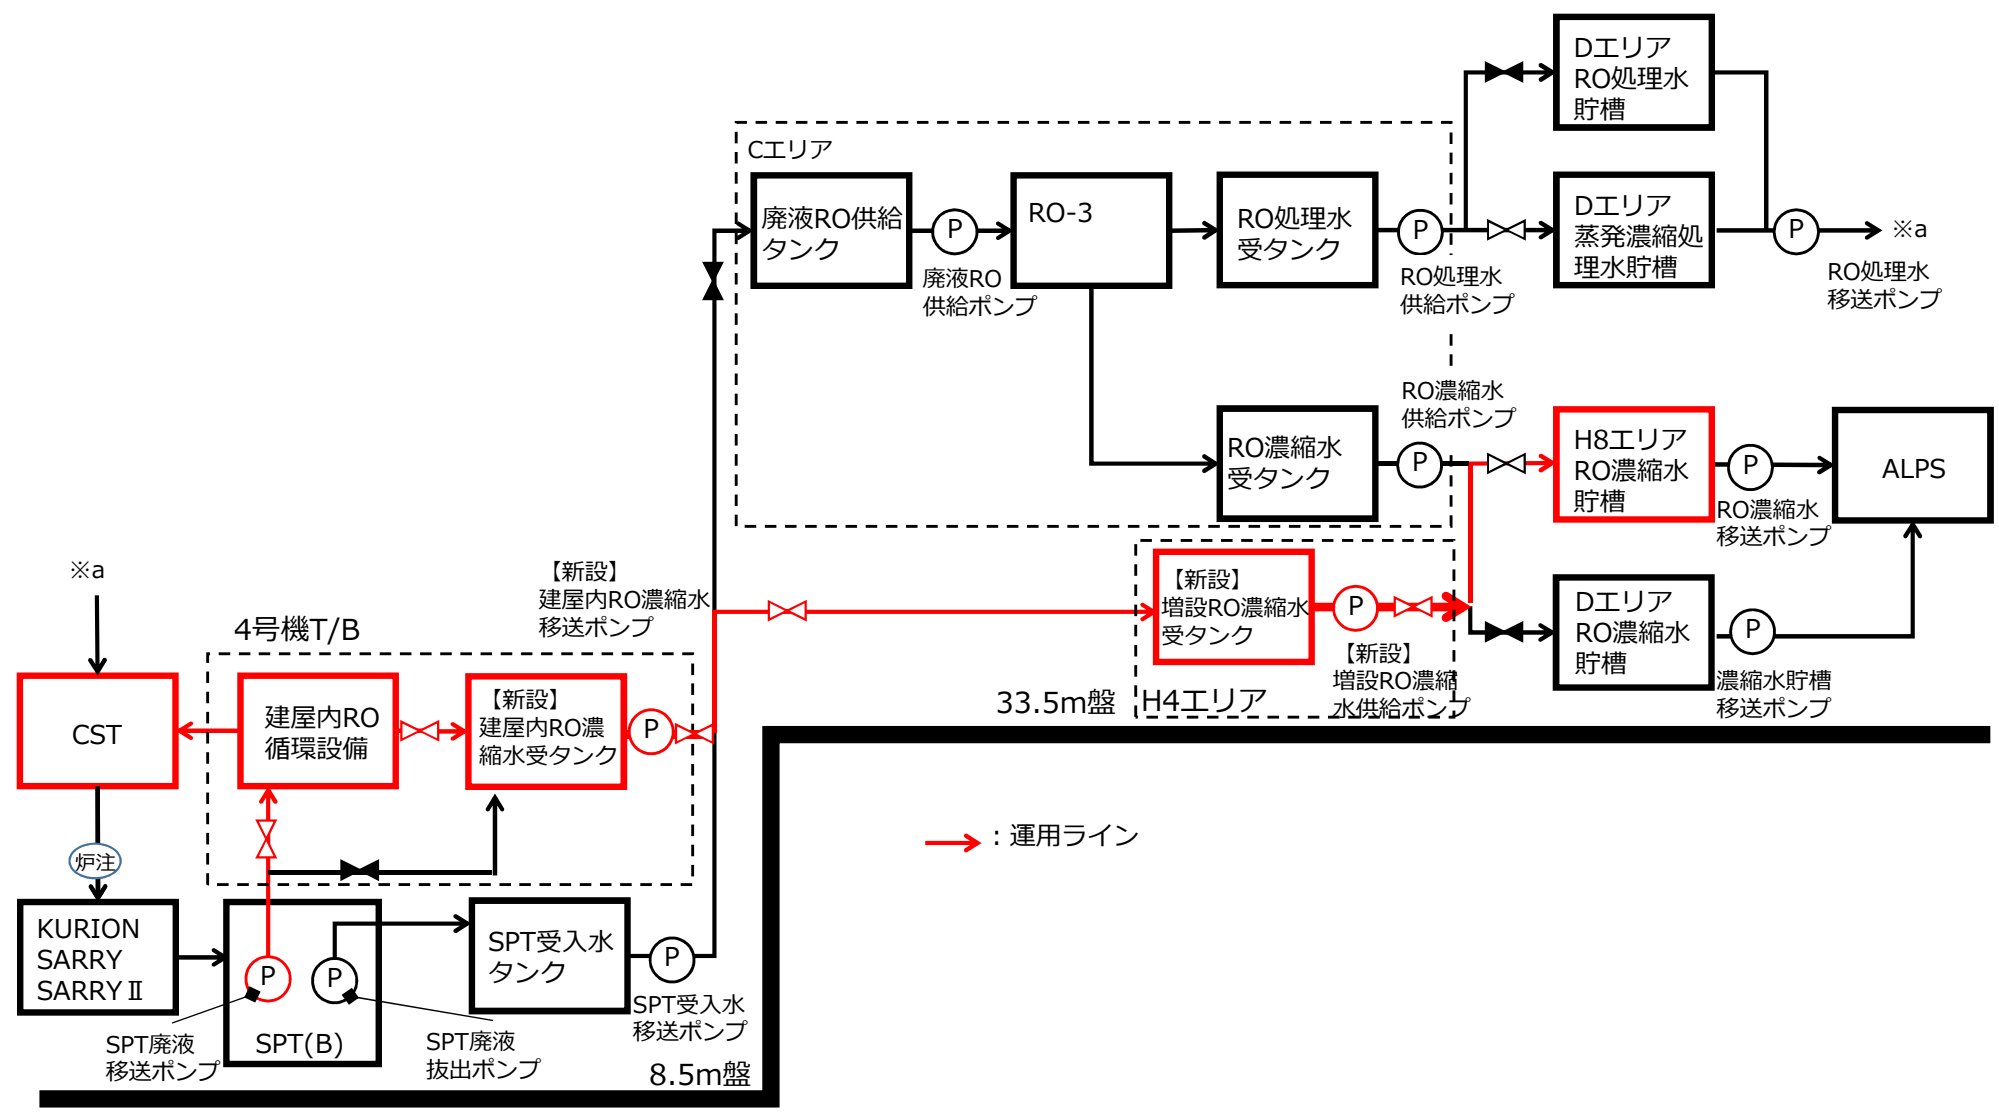 Dエリア
RO処理水
貯槽
Cエリア
廃液RO供給
タンク
P
廃液RO
供給ポンプ
RO-3
RO処理水
受タンク
P
RO処理水
供給ポンプ
Dエリア
蒸発濃縮処
理水貯槽
P
※a
RO処理水
移送ポンプ
RO濃縮水
供給ポンプ
RO濃縮水
受タンク
P
H8エリア
RO濃縮水
貯槽
P
RO濃縮水
移送ポンプ
ALPS
※a
【新設】
建屋内RO濃縮水
移送ポンプ
4号機T/B
【新設】
増設RO濃縮水
受タンク
P
【新設】
増設RO濃縮
水供給ポンプ
H4エリア
33.5m盤
Dエリア
RO濃縮水
貯槽
P
濃縮水貯槽
移送ポンプ
CST
建屋内RO
循環設備
【新設】
建屋内RO濃
縮水受タンク
P
：運用ライン
炉注
KURION
SARRY
SARRYⅡ
P
P
SPT(B)
SPT受入水
タンク
P
SPT受入水
移送ポンプ
SPT廃液
移送ポンプ
SPT廃液
抜出ポンプ
8.5m盤